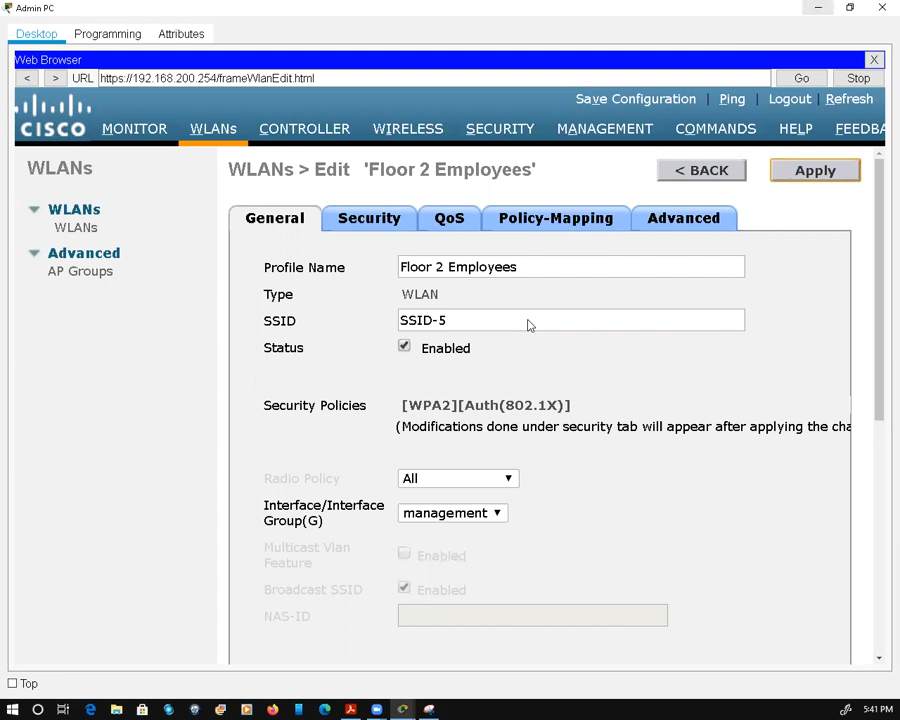 Admin PC
Desktop Programming Attributes
Web Browser X
< > URL https://192.168.200.254/frameWlanEdit.html Go Stop
Save Configuration | Ping | Logout | Refresh
CISCO MONITOR WLANs CONTROLLER WIRELESS SECURITY MANAGEMENT COMMANDS HELP FEEDBA
WLANs
WLANs > Edit 'Floor 2 Employees' < BACK Apply
WLANs
WLANs
Advanced
AP Groups
General Security QoS Policy-Mapping Advanced
Profile Name Floor 2 Employees
Type WLAN
SSID SSID-5
Status Enabled
Security Policies [WPA2][Auth(802.1X)]
(Modifications done under security tab will appear after applying the cha
Radio Policy All
Interface/Interface
Group(G) management
Multicast Vlan
Feature Enabled
Broadcast SSID Enabled
NAS-ID
Top
5:41 PM